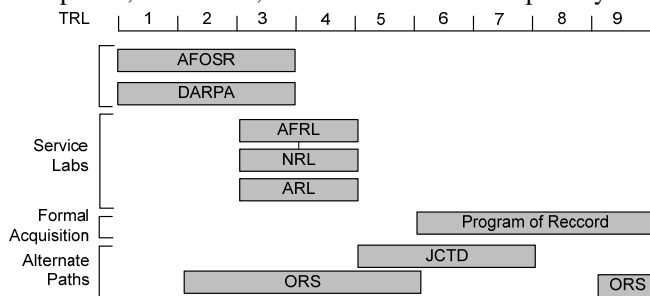 TRL 1 2 3 4 5 6 7 8 9
AFOSR
DARPA
Service
Labs
AFRL
NRL
ARL
Formal
Acquisition
Program of Reccord
Alternate
Paths
JCTD
ORS ORS